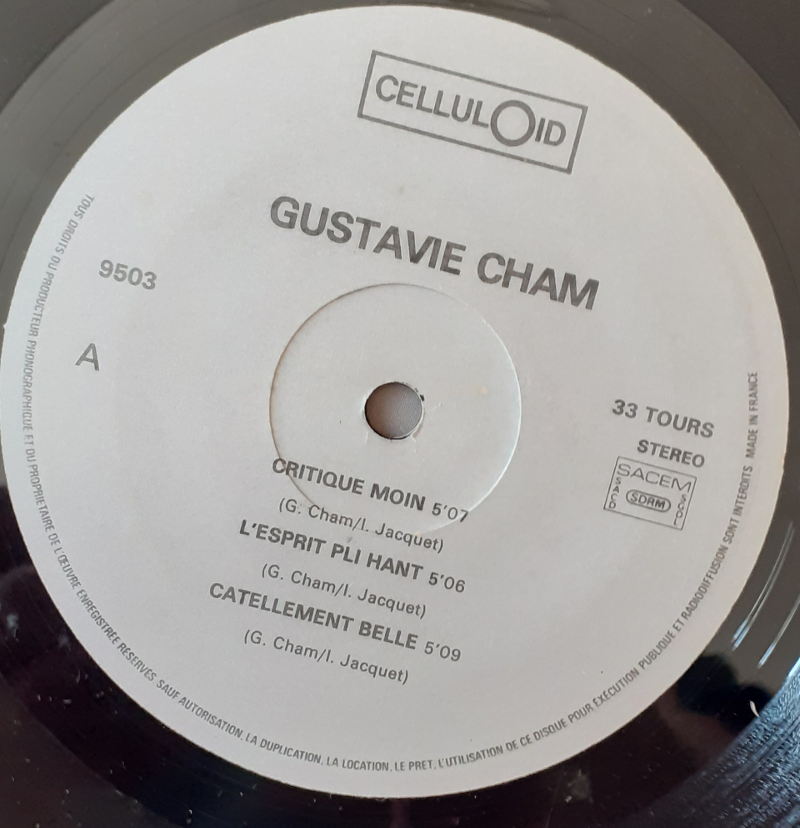 CELLULOID
GUSTAVIE CHAM
9503
A
33 TOURS
STEREO
SACEM
SACD
SDRM
SGDL
CRITIQUE MOIN 5'07
(G. Cham/I. Jacquet)
L'ESPRIT PLI HANT 5'06
(G. Cham/I. Jacquet)
CATELLEMENT BELLE 5'09
(G. Cham/I. Jacquet)
TOUS DROITS DU PRODUCTEUR PHONOGRAPHIQUE ET DU PROPRIETAIRE DE L'ŒUVRE ENREGISTREE RESERVES SAUF AUTORISATION, LA DUPLICATION, LA LOCATION, LE PRET, L'UTILISATION DE CE DISQUE POUR EXECUTION PUBLIQUE ET RADIODIFFUSION SONT INTERDITS MADE IN FRANCE